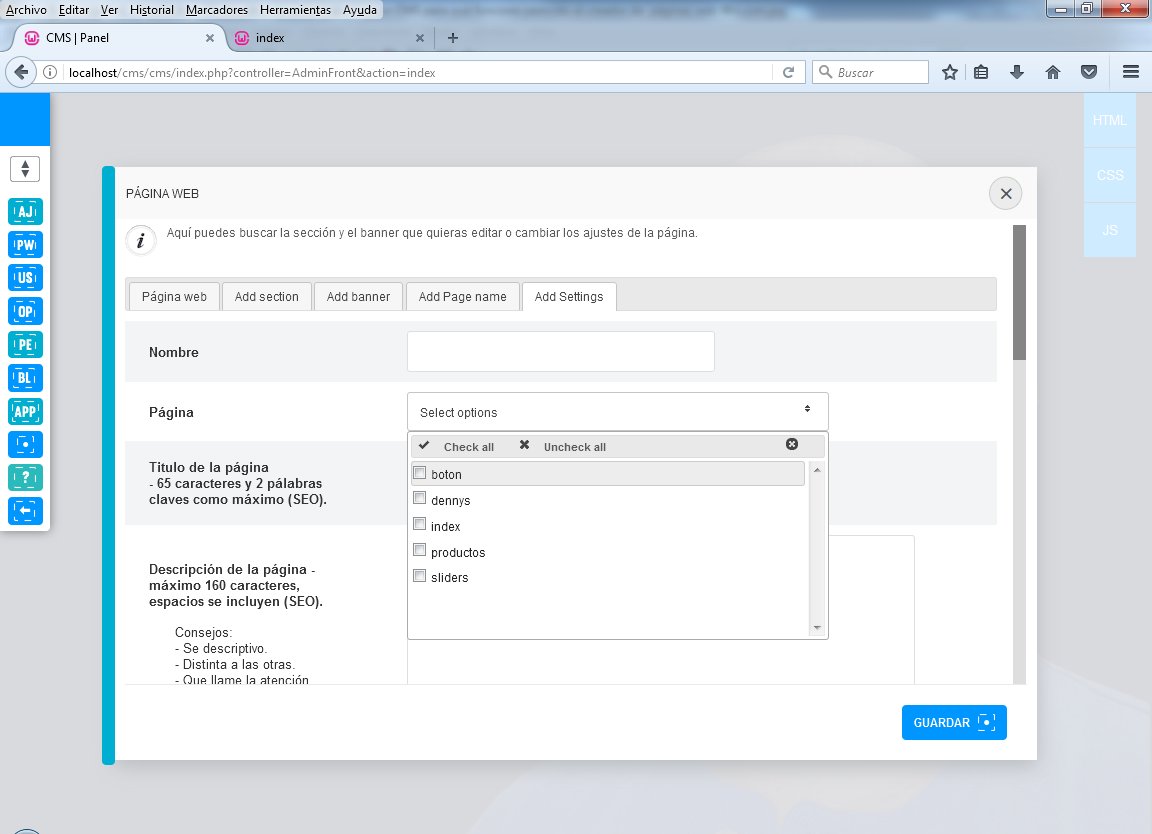 Archivo Editar Ver Historial Marcadores Herramientas Ayuda
CMS | Panel
index
localhost/cms/cms/index.php?controller=AdminFront&action=index
Buscar
HTML
CSS
JS
AJ
PW
US
OP
PE
BL
APP
?
PÁGINA WEB
i
Aquí puedes buscar la sección y el banner que quieras editar o cambiar los ajustes de la página.
Página web
Add section
Add banner
Add Page name
Add Settings
Nombre
Página
Select options
Check all
Uncheck all
boton
dennys
index
productos
sliders
Titulo de la página
- 65 caracteres y 2 pálabras
claves como máximo (SEO).
Descripción de la página -
máximo 160 caracteres,
espacios se incluyen (SEO).
Consejos:
- Se descriptivo.
- Distinta a las otras.
- Que llame la atención
GUARDAR